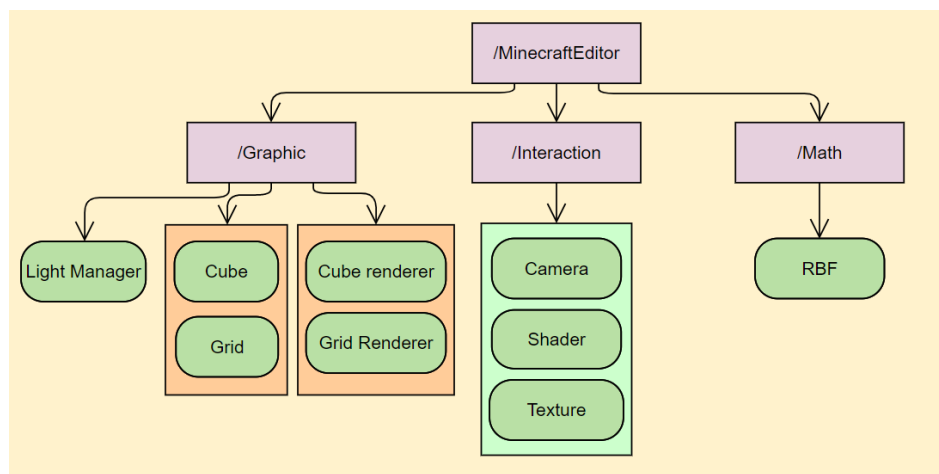 /MinecraftEditor
/Graphic
/Interaction
/Math
Light Manager
Cube
Grid
Cube renderer
Grid Renderer
Camera
Shader
Texture
RBF